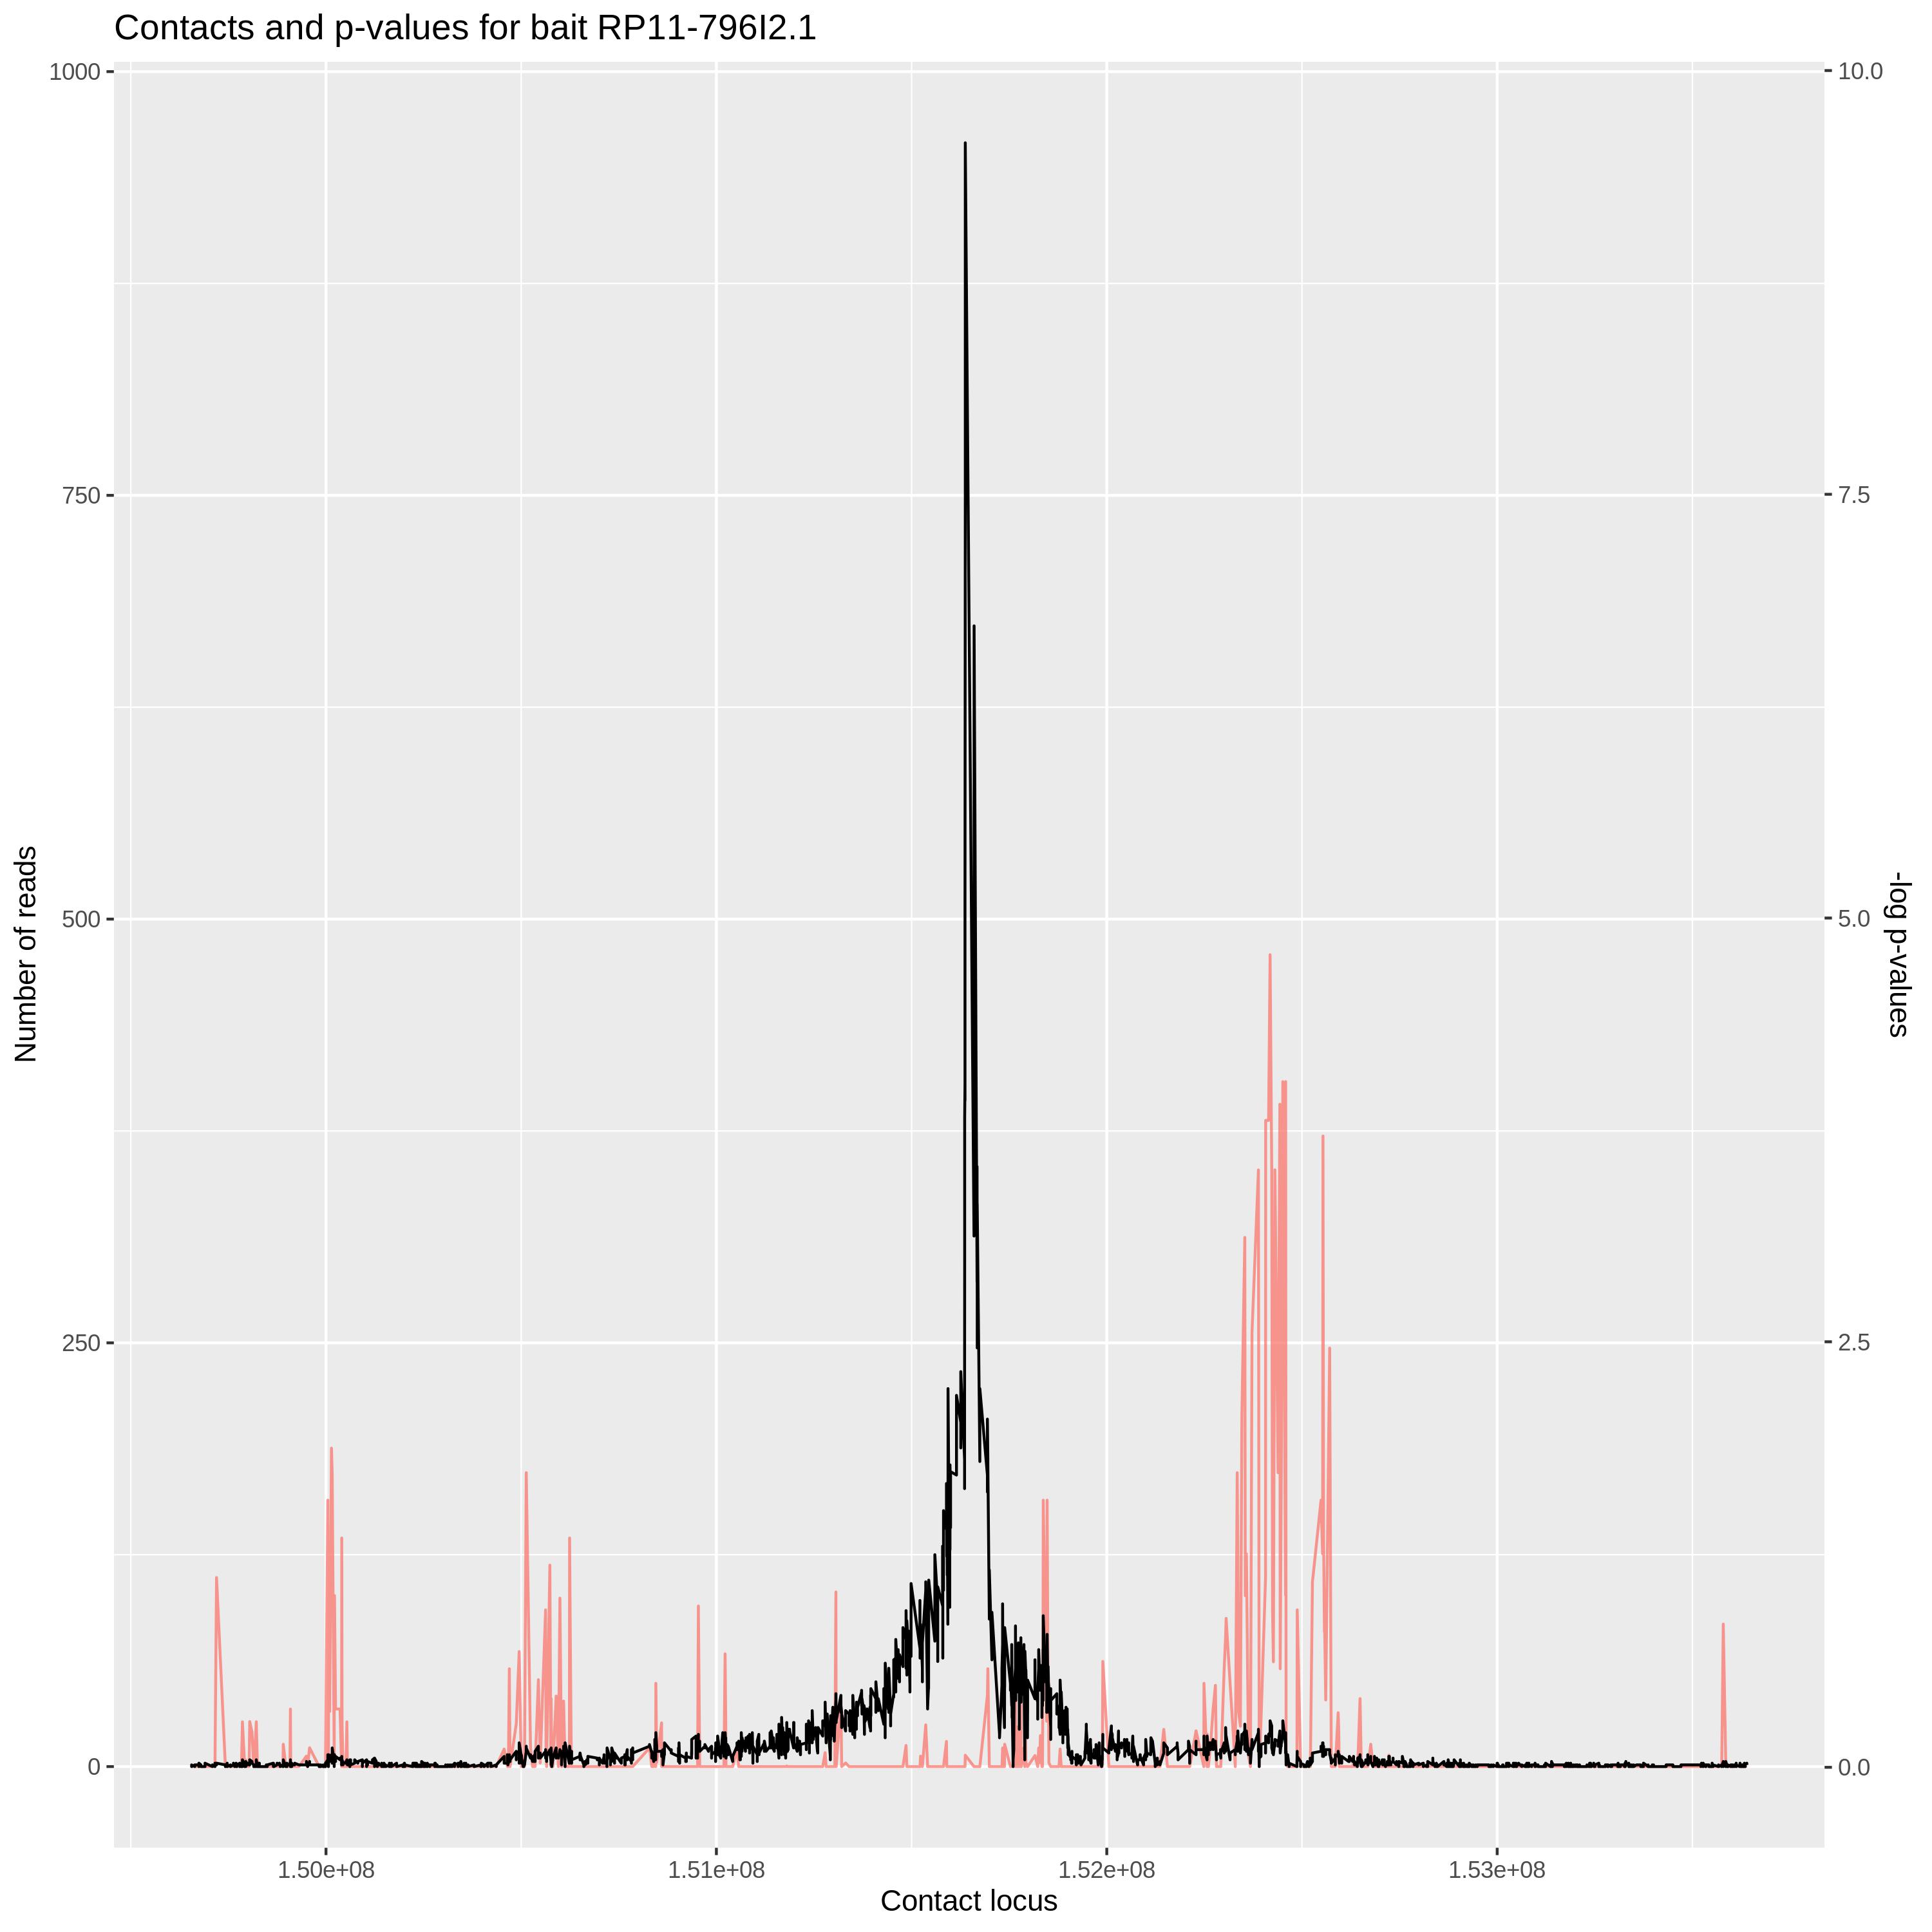 Contacts and p-values for bait RP11-796I2.1
1000
750
500
250
0
Number of reads
10.0
7.5
5.0
2.5
0.0
-log p-values
1.50e+08 1.51e+08 1.52e+08 1.53e+08
Contact locus